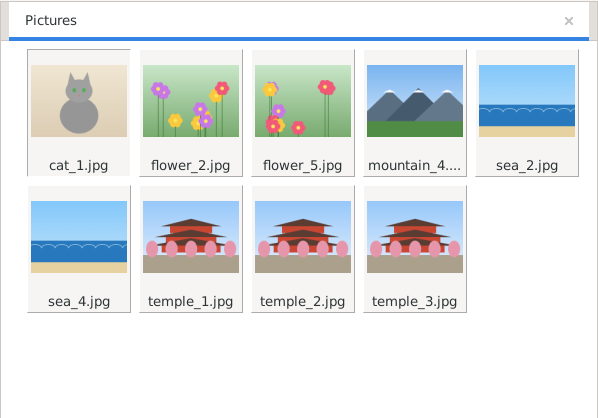 Pictures
cat_1.jpg
flower_2.jpg
flower_5.jpg
mountain_4....
sea_2.jpg
sea_4.jpg
temple_1.jpg
temple_2.jpg
temple_3.jpg